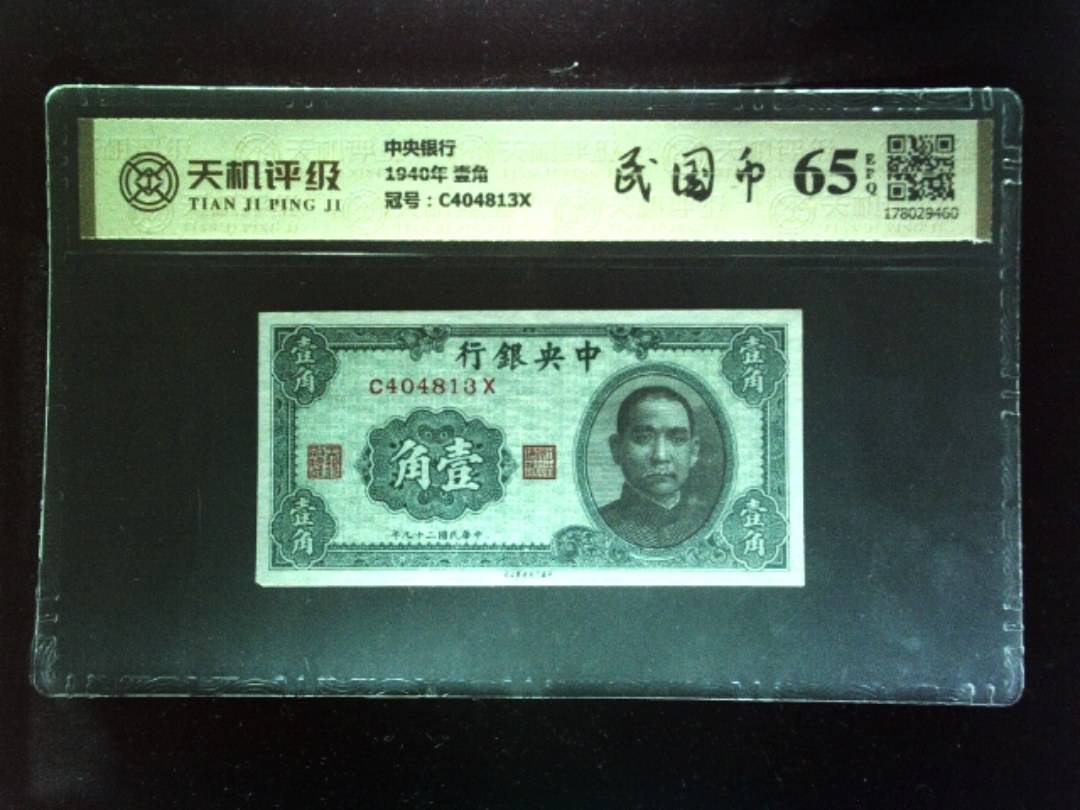 天机评级
TIAN JI PING JI
中央银行
1940年 壹角
冠号：C404813X
民国币
65
EPQ
178029460
行銀央中
C404813X
壹角
壹角
角壹
壹角
壹角
年九十二國民華中